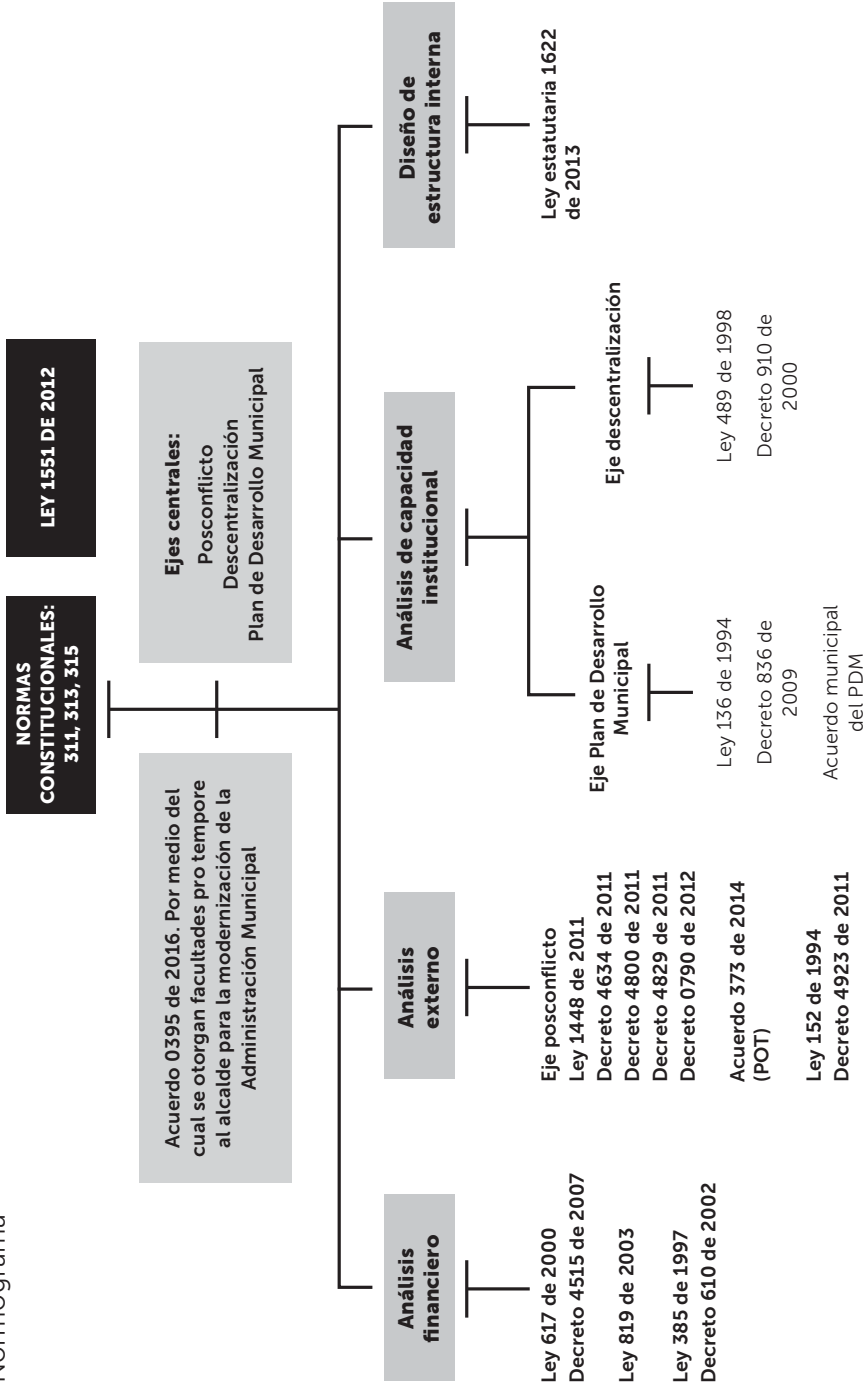 Normograma
NORMAS
CONSTITUCIONALES:
311, 313, 315
LEY 1551 DE 2012
Acuerdo 0395 de 2016. Por medio del
cual se otorgan facultades pro tempore
al alcalde para la modernización de la
Administración Municipal
Ejes centrales:
Posconflicto
Descentralización
Plan de Desarrollo Municipal
Análisis
financiero
Ley 617 de 2000
Decreto 4515 de 2007
Ley 819 de 2003
Ley 385 de 1997
Decreto 610 de 2002
Análisis
externo
Eje posconflicto
Ley 1448 de 2011
Decreto 4634 de 2011
Decreto 4800 de 2011
Decreto 4829 de 2011
Decreto 0790 de 2012
Acuerdo 373 de 2014
(POT)
Ley 152 de 1994
Decreto 4923 de 2011
Análisis de capacidad
institucional
Eje Plan de Desarrollo
Municipal
Ley 136 de 1994
Decreto 836 de
2009
Acuerdo municipal
del PDM
Eje descentralización
Ley 489 de 1998
Decreto 910 de
2000
Diseño de
estructura interna
Ley estatutaria 1622
de 2013